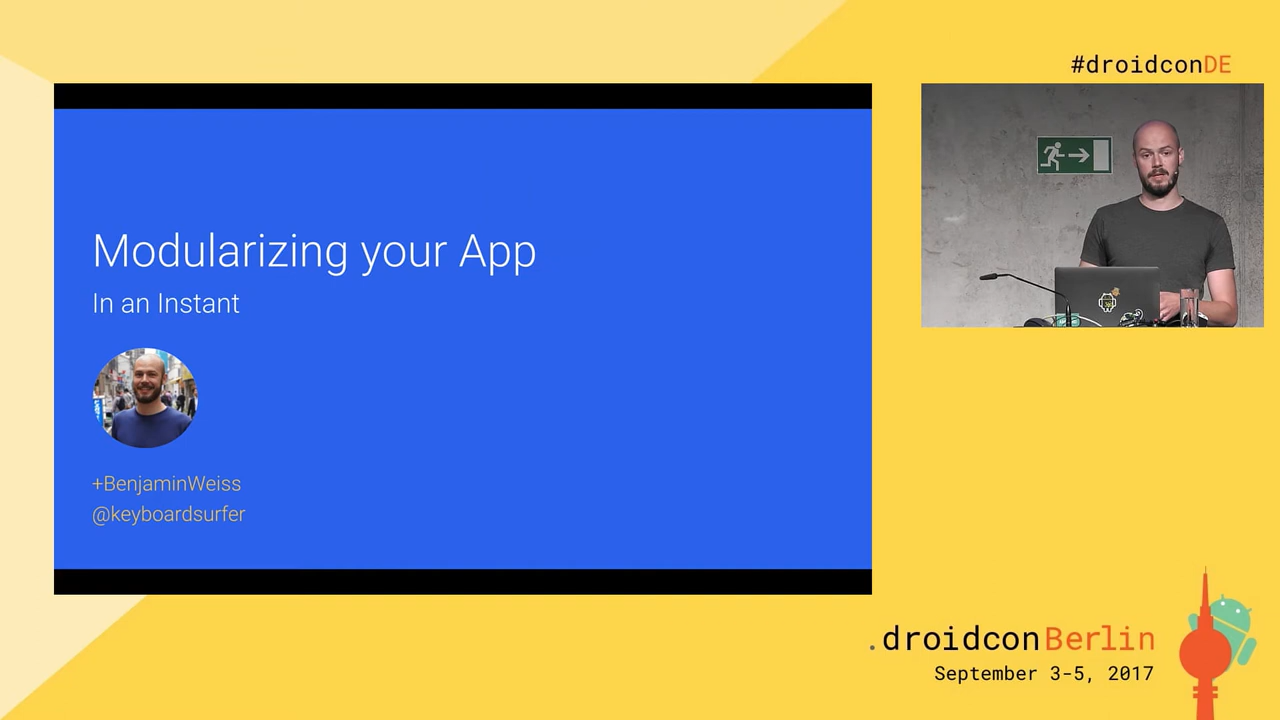 #droidconDE
Modularizing your App
In an Instant
+BenjaminWeiss
@keyboardsurfer
.droidconBerlin
September 3-5, 2017